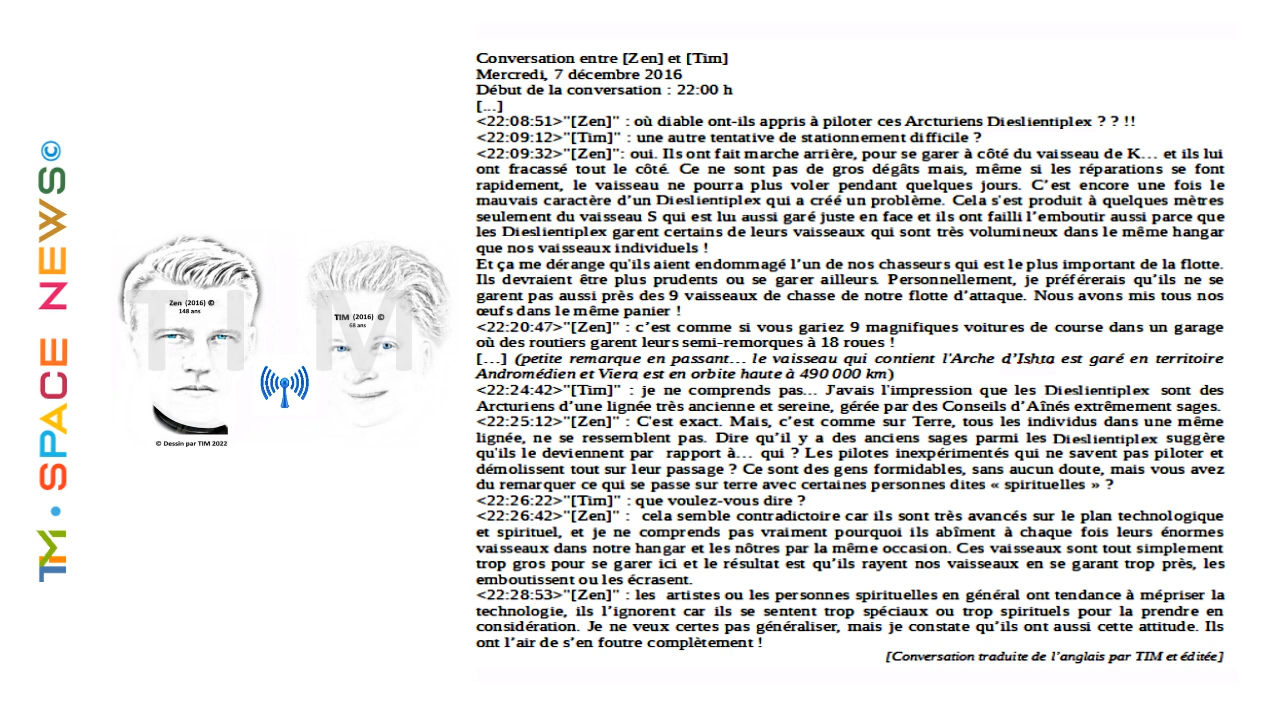 TIM • SPACE NEWS©
TIM
Zen (2016) ©
148 ans
TIM (2016) ©
68 ans
© Dessin par TIM 2022
Conversation entre [Zen] et [Tim]
Mercredi, 7 décembre 2016
Début de la conversation : 22:00 h
[...]
<22:08:51>"[Zen]" : où diable ont-ils appris à piloter ces Arcturiens Dieslientiplex ? ? !!
<22:09:12>"[Tim]" : une autre tentative de stationnement difficile ?
<22:09:32>"[Zen]": oui. Ils ont fait marche arrière, pour se garer à côté du vaisseau de K... et ils lui
ont fracassé tout le côté. Ce ne sont pas de gros dégâts mais, même si les réparations se font
rapidement, le vaisseau ne pourra plus voler pendant quelques jours. C'est encore une fois le
mauvais caractère d'un Dieslientiplex qui a créé un problème. Cela s'est produit à quelques mètres
seulement du vaisseau S qui est lui aussi garé juste en face et ils ont failli l'emboutir aussi parce que
les Dieslientiplex garent certains de leurs vaisseaux qui sont très volumineux dans le même hangar
que nos vaisseaux individuels !
Et ça me dérange qu'ils aient endommagé l'un de nos chasseurs qui est le plus important de la flotte.
Ils devraient être plus prudents ou se garer ailleurs. Personnellement, je préférerais qu'ils ne se
garent pas aussi près des 9 vaisseaux de chasse de notre flotte d'attaque. Nous avons mis tous nos
œufs dans le même panier !
<22:20:47>"[Zen]" : c'est comme si vous gariez 9 magnifiques voitures de course dans un garage
où des routiers garent leurs semi-remorques à 18 roues !
[...] (petite remarque en passant... le vaisseau qui contient l'Arche d'Ishta est garé en territoire
Andromédien et Viera est en orbite haute à 490 000 km)
<22:24:42>"[Tim]" : je ne comprends pas... J'avais l'impression que les Dieslientiplex sont des
Arcturiens d'une lignée très ancienne et sereine, gérée par des Conseils d'Aînés extrêmement sages.
<22:25:12>"[Zen]" : C'est exact. Mais, c'est comme sur Terre, tous les individus dans une même
lignée, ne se ressemblent pas. Dire qu'il y a des anciens sages parmi les Dieslientiplex suggère
qu'ils le deviennent par rapport à... qui ? Les pilotes inexpérimentés qui ne savent pas piloter et
démolissent tout sur leur passage ? Ce sont des gens formidables, sans aucun doute, mais vous avez
du remarquer ce qui se passe sur terre avec certaines personnes dites « spirituelles » ?
<22:26:22>"[Tim]" : que voulez-vous dire ?
<22:26:42>"[Zen]" : cela semble contradictoire car ils sont très avancés sur le plan technologique
et spirituel, et je ne comprends pas vraiment pourquoi ils abîment à chaque fois leurs énormes
vaisseaux dans notre hangar et les nôtres par la même occasion. Ces vaisseaux sont tout simplement
trop gros pour se garer ici et le résultat est qu'ils rayent nos vaisseaux en se garant trop près, les
emboutissent ou les écrasent.
<22:28:53>"[Zen]" : les artistes ou les personnes spirituelles en général ont tendance à mépriser la
technologie, ils l'ignorent car ils se sentent trop spéciaux ou trop spirituels pour la prendre en
considération. Je ne veux certes pas généraliser, mais je constate qu'ils ont aussi cette attitude. Ils
ont l'air de s'en foutre complètement !
[Conversation traduite de l'anglais par TIM et éditée]